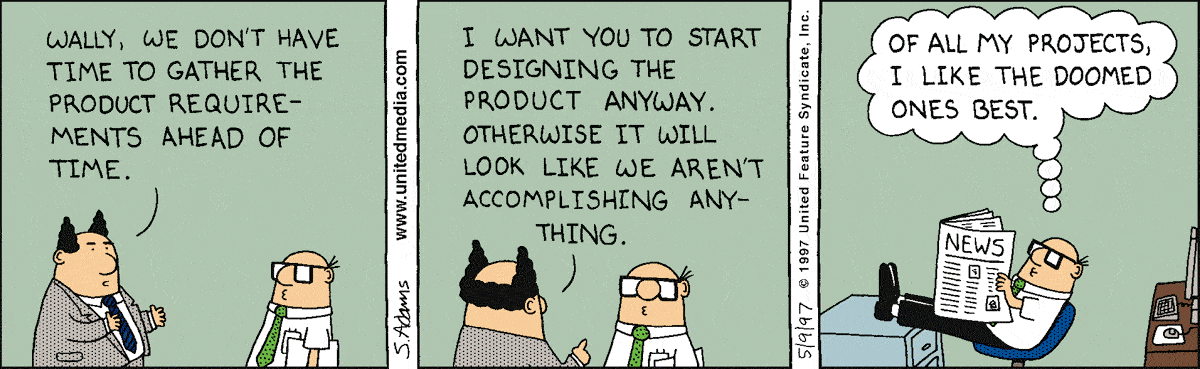 WALLY, WE DON'T HAVE
TIME TO GATHER THE
PRODUCT REQUIRE-
MENTS AHEAD OF
TIME.
www.unitedmedia.com
S. Adams
I WANT YOU TO START
DESIGNING THE
PRODUCT ANYWAY.
OTHERWISE IT WILL
LOOK LIKE WE AREN'T
ACCOMPLISHING ANY-
THING.
5/9/97 © 1997 United Feature Syndicate, Inc.
OF ALL MY PROJECTS,
I LIKE THE DOOMED
ONES BEST.
NEWS